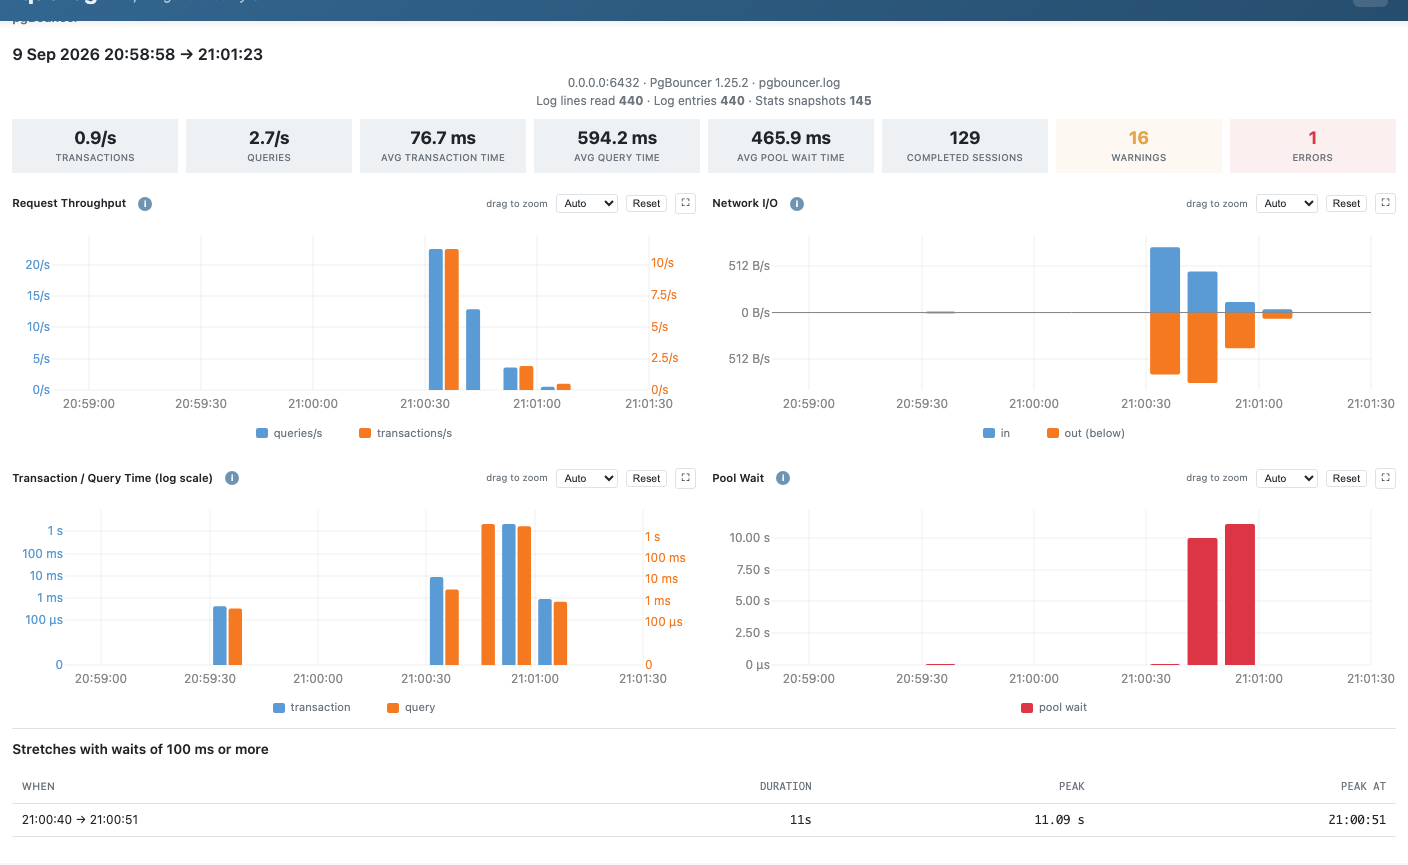 9 Sep 2026 20:58:58 → 21:01:23
0.0.0.0:6432 · PgBouncer 1.25.2 · pgbouncer.log
Log lines read 440 · Log entries 440 · Stats snapshots 145
0.9/s
TRANSACTIONS
2.7/s
QUERIES
76.7 ms
AVG TRANSACTION TIME
594.2 ms
AVG QUERY TIME
465.9 ms
AVG POOL WAIT TIME
129
COMPLETED SESSIONS
16
WARNINGS
1
ERRORS
Request Throughput i drag to zoom Auto Reset
20/s
15/s
10/s
5/s
0/s
10/s
7.5/s
5/s
2.5/s
0/s
20:59:00 20:59:30 21:00:00 21:00:30 21:01:00 21:01:30
queries/s transactions/s
Network I/O i drag to zoom Auto Reset
512 B/s
0 B/s
512 B/s
20:59:00 20:59:30 21:00:00 21:00:30 21:01:00 21:01:30
in out (below)
Transaction / Query Time (log scale) i drag to zoom Auto Reset
1 s
100 ms
10 ms
1 ms
100 µs
0
1 s
100 ms
10 ms
1 ms
100 µs
0
20:59:00 20:59:30 21:00:00 21:00:30 21:01:00 21:01:30
transaction query
Pool Wait i drag to zoom Auto Reset
10.00 s
7.50 s
5.00 s
2.50 s
0 µs
20:59:00 20:59:30 21:00:00 21:00:30 21:01:00 21:01:30
pool wait
Stretches with waits of 100 ms or more
WHEN DURATION PEAK PEAK AT
21:00:40 → 21:00:51 11s 11.09 s 21:00:51